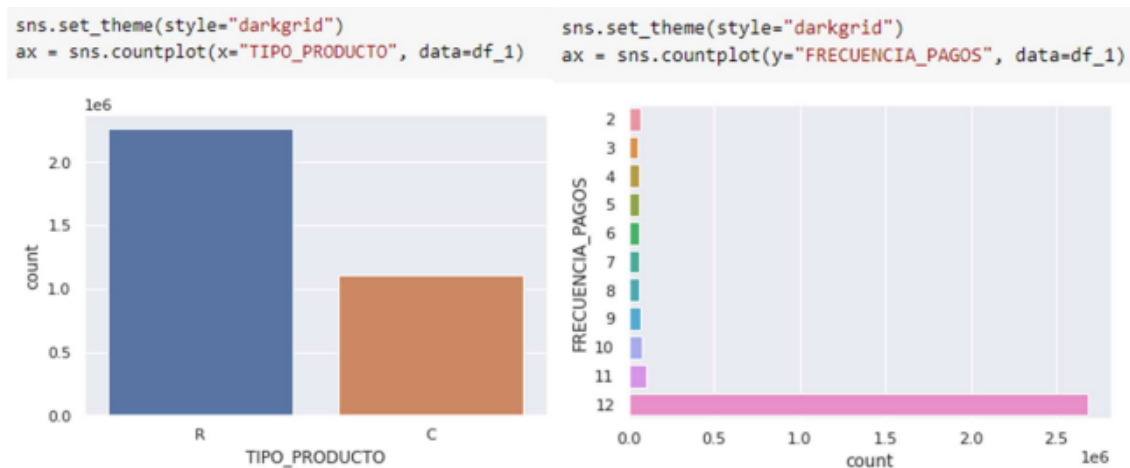 sns.set_theme(style="darkgrid")
ax = sns.countplot(x="TIPO_PRODUCTO", data=df_1)
1e6
2.0
1.5
1.0
0.5
0.0
count
R
C
TIPO_PRODUCTO
sns.set_theme(style="darkgrid")
ax = sns.countplot(y="FRECUENCIA_PAGOS", data=df_1)
FRECUENCIA_PAGOS
2
3
4
5
6
7
8
9
10
11
12
0.0
0.5
1.0
1.5
2.0
2.5
count
1e6